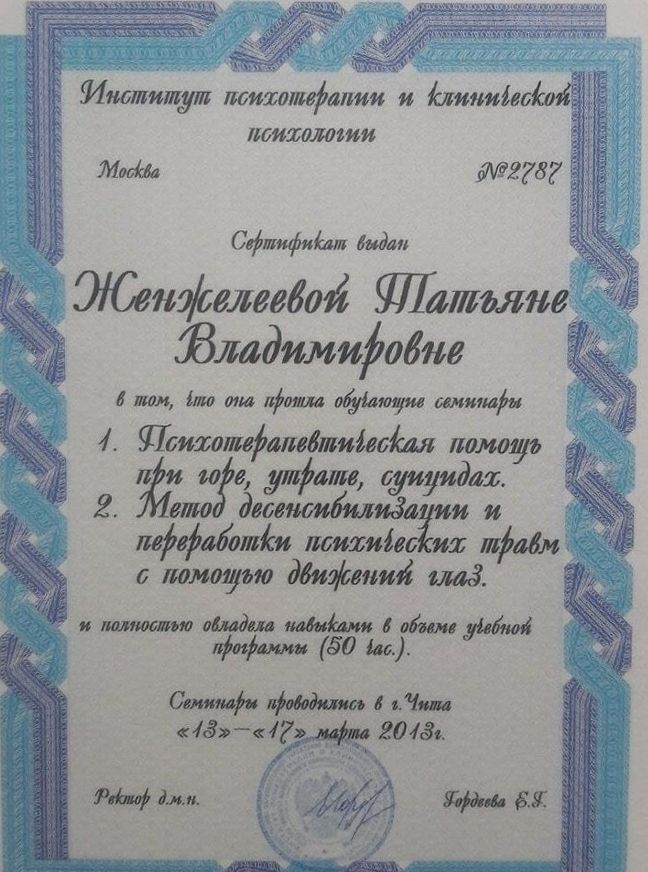 Институт психотерапии и клинической
психологии
Москва №2787
Сертификат выдан
Женжелеевой Татьяне
Владимировне
в том, что она прошла обучающие семинары
1. Психотерапевтическая помощь
при горе, утрате, суицидах.
2. Метод десенсибилизации и
переработки психических травм
с помощью движений глаз.
и полностью овладела навыками в объеме учебной
программы (50 час.).
Семинары проводились в г.Чита
«13»—«17» марта 2013г.
Ректор д.м.н. Гордеева Е.Г.